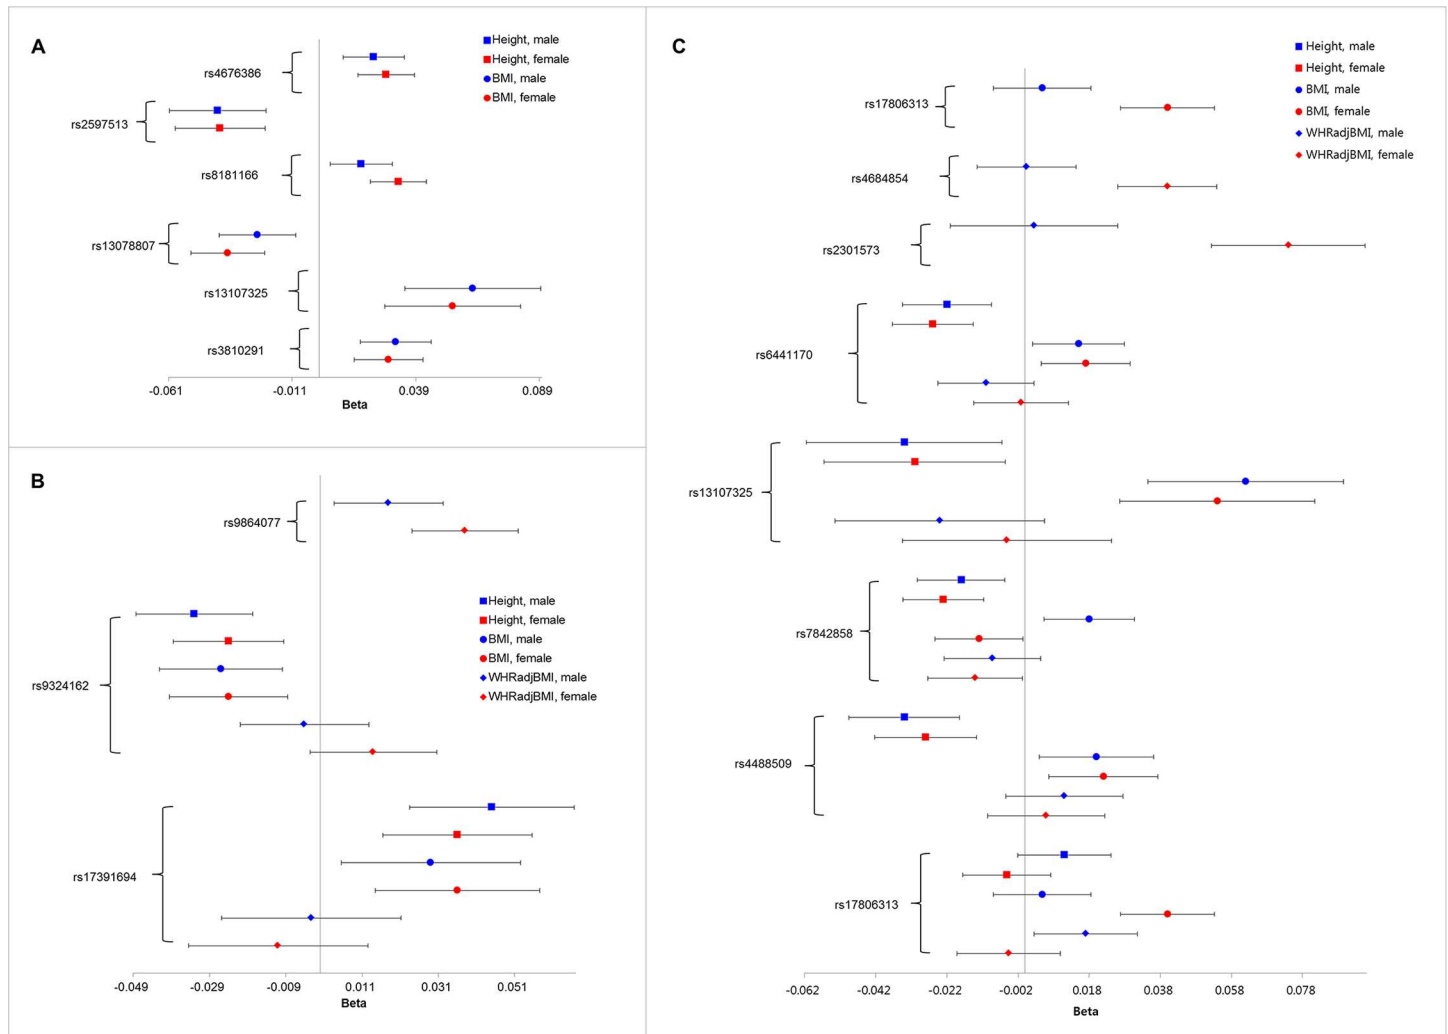 A
Height, male
Height, female
BMI, male
BMI, female
rs4676386
rs2597513
rs8181166
rs13078807
rs13107325
rs3810291
-0.061 -0.011 0.039 0.089
Beta
B
rs9864077
Height, male
Height, female
BMI, male
BMI, female
WHRadjBMI, male
WHRadjBMI, female
rs9324162
rs17391694
-0.049 -0.029 -0.009 0.011 0.031 0.051
Beta
C
Height, male
Height, female
BMI, male
BMI, female
WHRadjBMI, male
WHRadjBMI, female
rs17806313
rs4684854
rs2301573
rs6441170
rs13107325
rs7842858
rs4488509
rs17806313
-0.062 -0.042 -0.022 -0.002 0.018 0.038 0.058 0.078
Beta